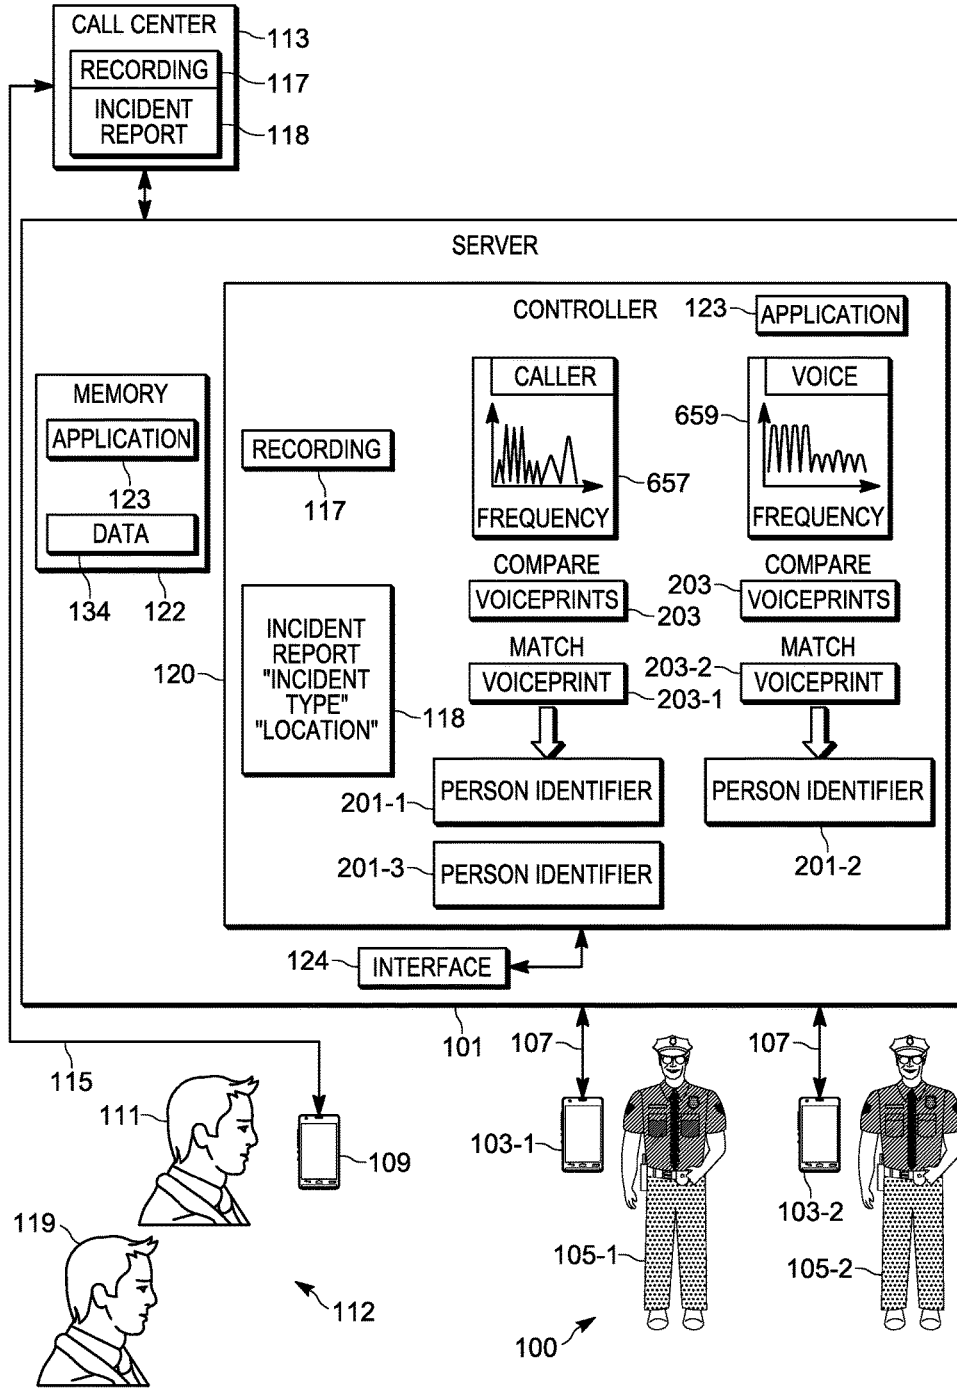 CALL CENTER
113
RECORDING
117
INCIDENT
REPORT
118
SERVER
CONTROLLER
123
APPLICATION
MEMORY
APPLICATION
123
DATA
134
122
RECORDING
117
CALLER
FREQUENCY
657
VOICE
659
FREQUENCY
COMPARE
VOICEPRINTS
203
COMPARE
203
VOICEPRINTS
120
INCIDENT
REPORT
"INCIDENT
TYPE"
"LOCATION"
118
MATCH
VOICEPRINT
203-1
MATCH
203-2
VOICEPRINT
201-1
PERSON IDENTIFIER
PERSON IDENTIFIER
201-2
201-3
PERSON IDENTIFIER
124
INTERFACE
101
107
107
115
111
109
103-1
103-2
119
105-1
105-2
112
100